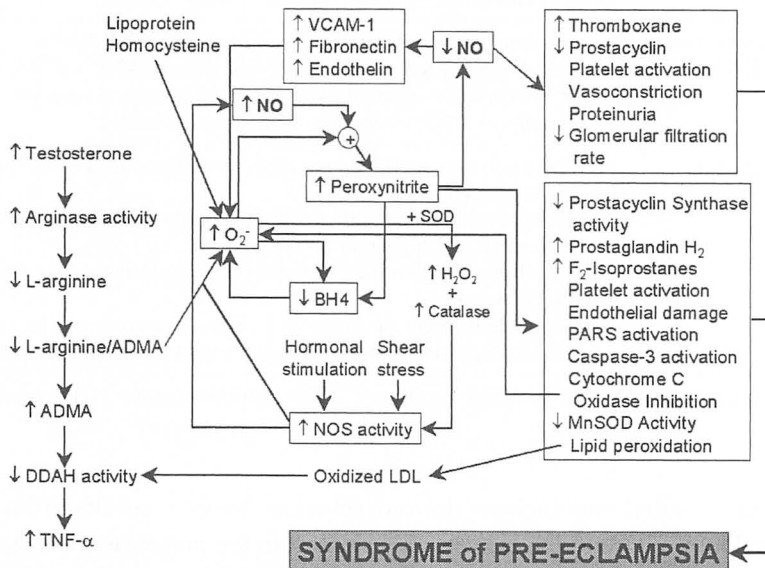 Lipoprotein
Homocysteine
↑ VCAM-1
↑ Fibronectin
↑ Endothelin
↓ NO
↑ Thromboxane
↓ Prostacyclin
Platelet activation
Vasoconstriction
Proteinuria
↓ Glomerular filtration
rate
↑ NO
+
↑ Peroxynitrite
↑ Testosterone
↑ Arginase activity
↓ L-arginine
↓ L-arginine/ADMA
↑ ADMA
↓ DDAH activity
↑ TNF-α
+ SOD
↑ O₂⁻
↓ BH4
↑ H₂O₂
+
↑ Catalase
Hormonal
stimulation
Shear
stress
↑ NOS activity
Oxidized LDL
↓ Prostacyclin Synthase
activity
↑ Prostaglandin H₂
↑ F₂-Isoprostanes
Platelet activation
Endothelial damage
PARS activation
Caspase-3 activation
Cytochrome C
Oxidase Inhibition
↓ MnSOD Activity
Lipid peroxidation
SYNDROME of PRE-ECLAMPSIA